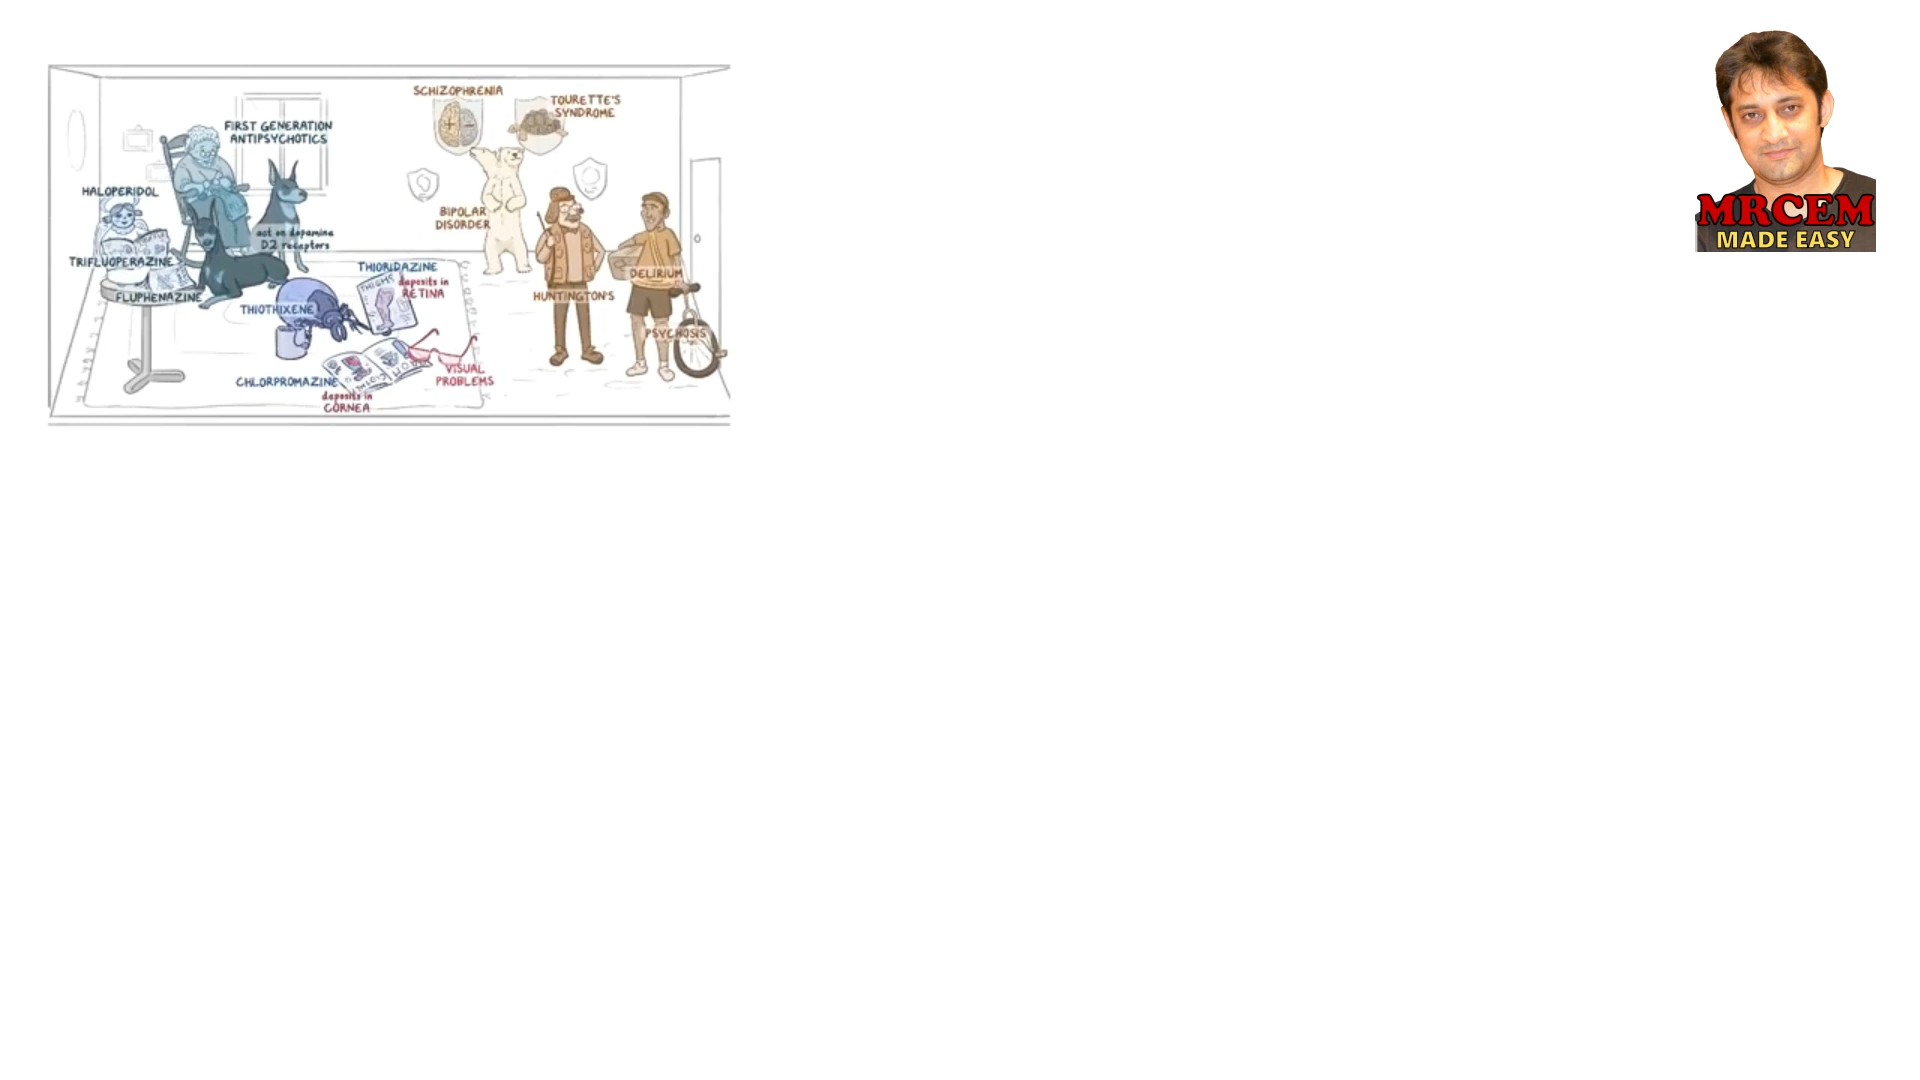 SCHIZOPHRENIA
TOURETTE'S
SYNDROME
FIRST GENERATION
ANTIPSYCHOTICS
HALOPERIDOL
BIPOLAR
DISORDER
act on dopamine
D2 receptors
TRIFLUOPERAZINE
FLUPHENAZINE
THIORIDAZINE
THIGHS
deposits in
RETINA
DELIRIUM
HUNTINGTON'S
THIOTHIXENE
PSYCHOSIS
CHLORPROMAZINE
VISUAL
PROBLEMS
deposits in
CORNEA
MRCEM
MADE EASY